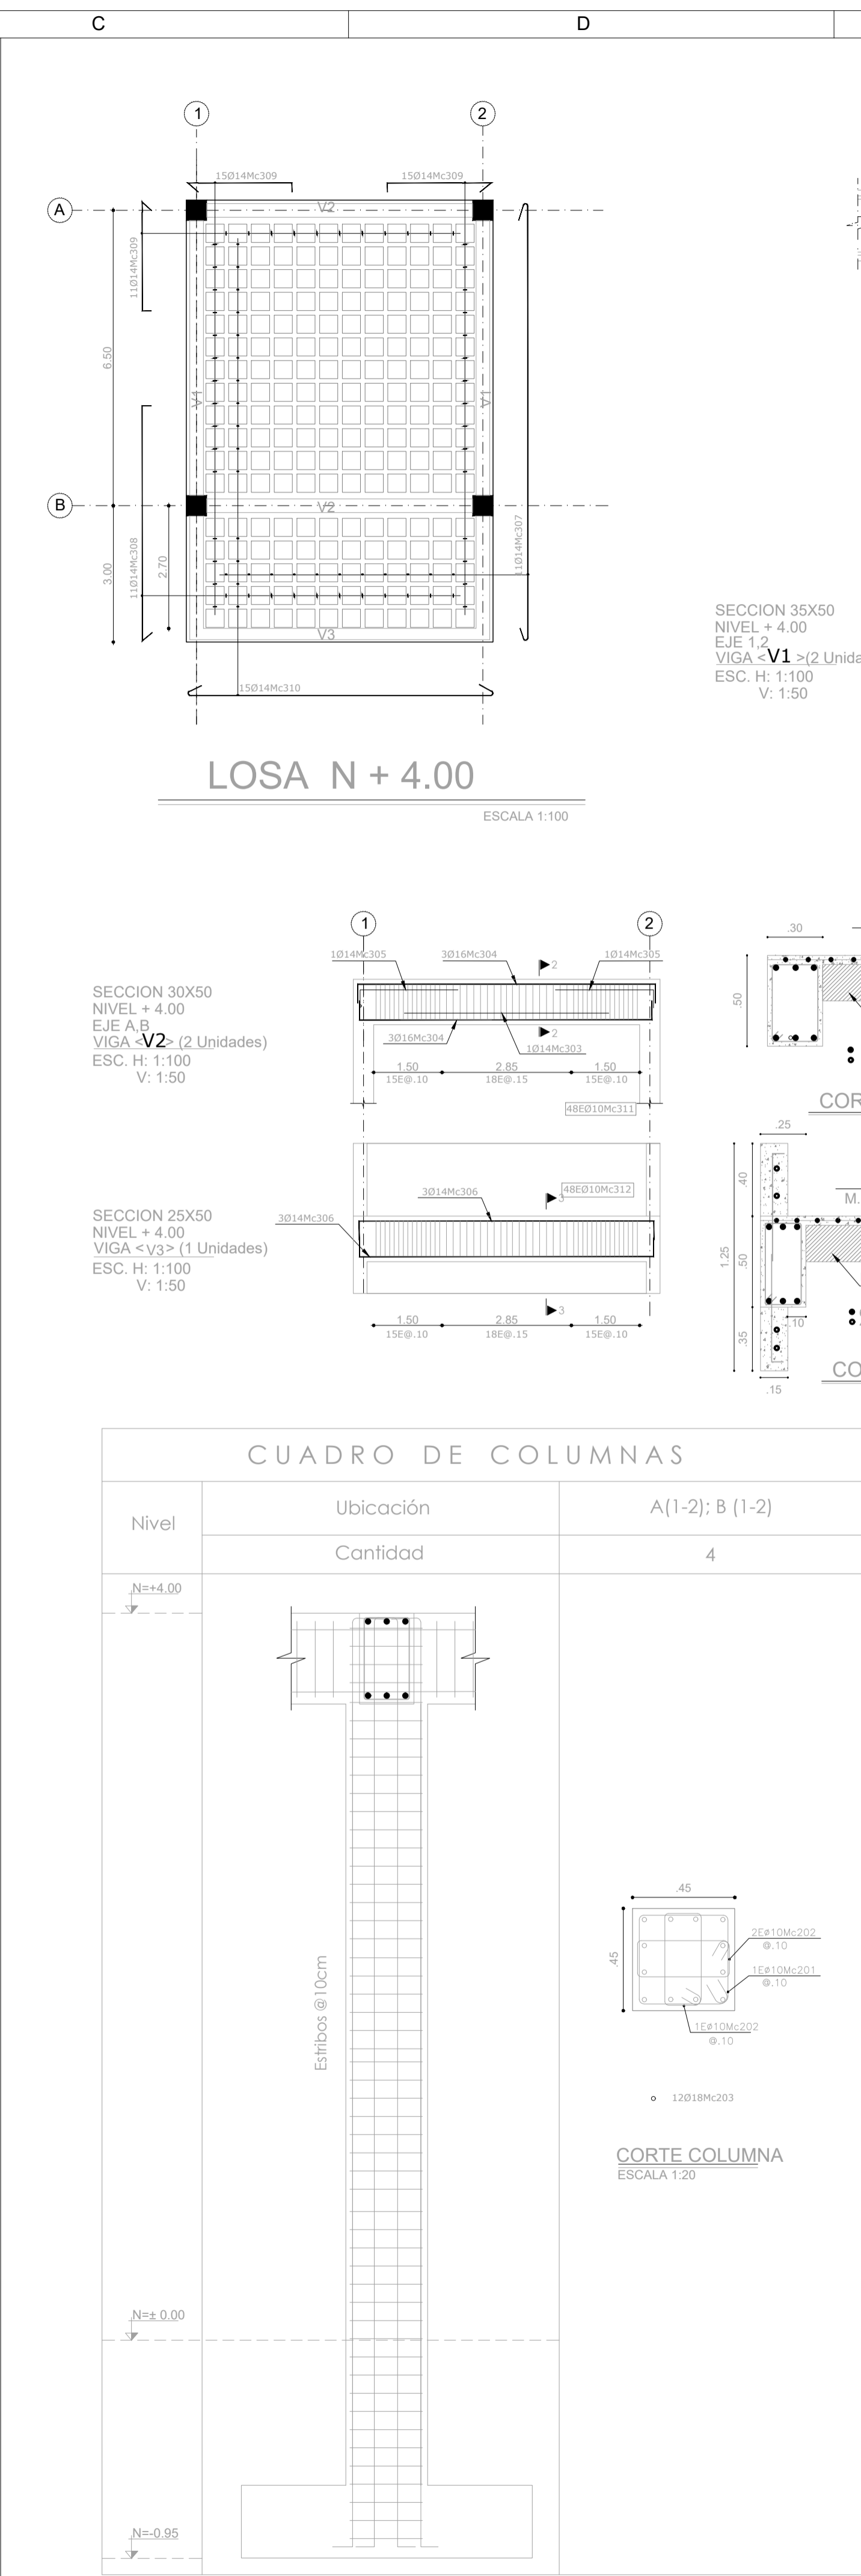 C
D
1
2
15Ø14Mc309
15Ø14Mc309
A
V2
11Ø14Mc309
6.50
V1
V1
B
V2
11Ø14Mc308
3.00
2.70
11Ø14Mc307
V3
15Ø14Mc310
LOSA N + 4.00
ESCALA 1:100
SECCION 35X50
NIVEL + 4.00
EJE 1,2
VIGA <V1 >(2 Unida
ESC. H: 1:100
V: 1:50
1
2
1Ø14Mc305
3Ø16Mc304
1Ø14Mc305
2
SECCION 30X50
NIVEL + 4.00
EJE A,B
VIGA <V2> (2 Unidades)
ESC. H: 1:100
V: 1:50
2
3Ø16Mc304
1Ø14Mc303
1.50
2.85
1.50
15E@.10
18E@.15
15E@.10
48EØ10Mc311
.30
.50
COR
48EØ10Mc312
3
3Ø14Mc306
3Ø14Mc306
SECCION 25X50
NIVEL + 4.00
VIGA <V3> (1 Unidades)
ESC. H: 1:100
V: 1:50
3
1.50
2.85
1.50
15E@.10
18E@.15
15E@.10
.25
M.
.40
1.25
.50
.10
.35
.15
CO
CUADRO DE COLUMNAS
Nivel
Ubicación
A(1-2); B (1-2)
Cantidad
4
N=+4.00
Estribos @10cm
.45
.45
2Eø10Mc202
@.10
1Eø10Mc201
@.10
1Eø10Mc202
@.10
12Ø18Mc203
CORTE COLUMNA
ESCALA 1:20
N=± 0.00
N=-0.95